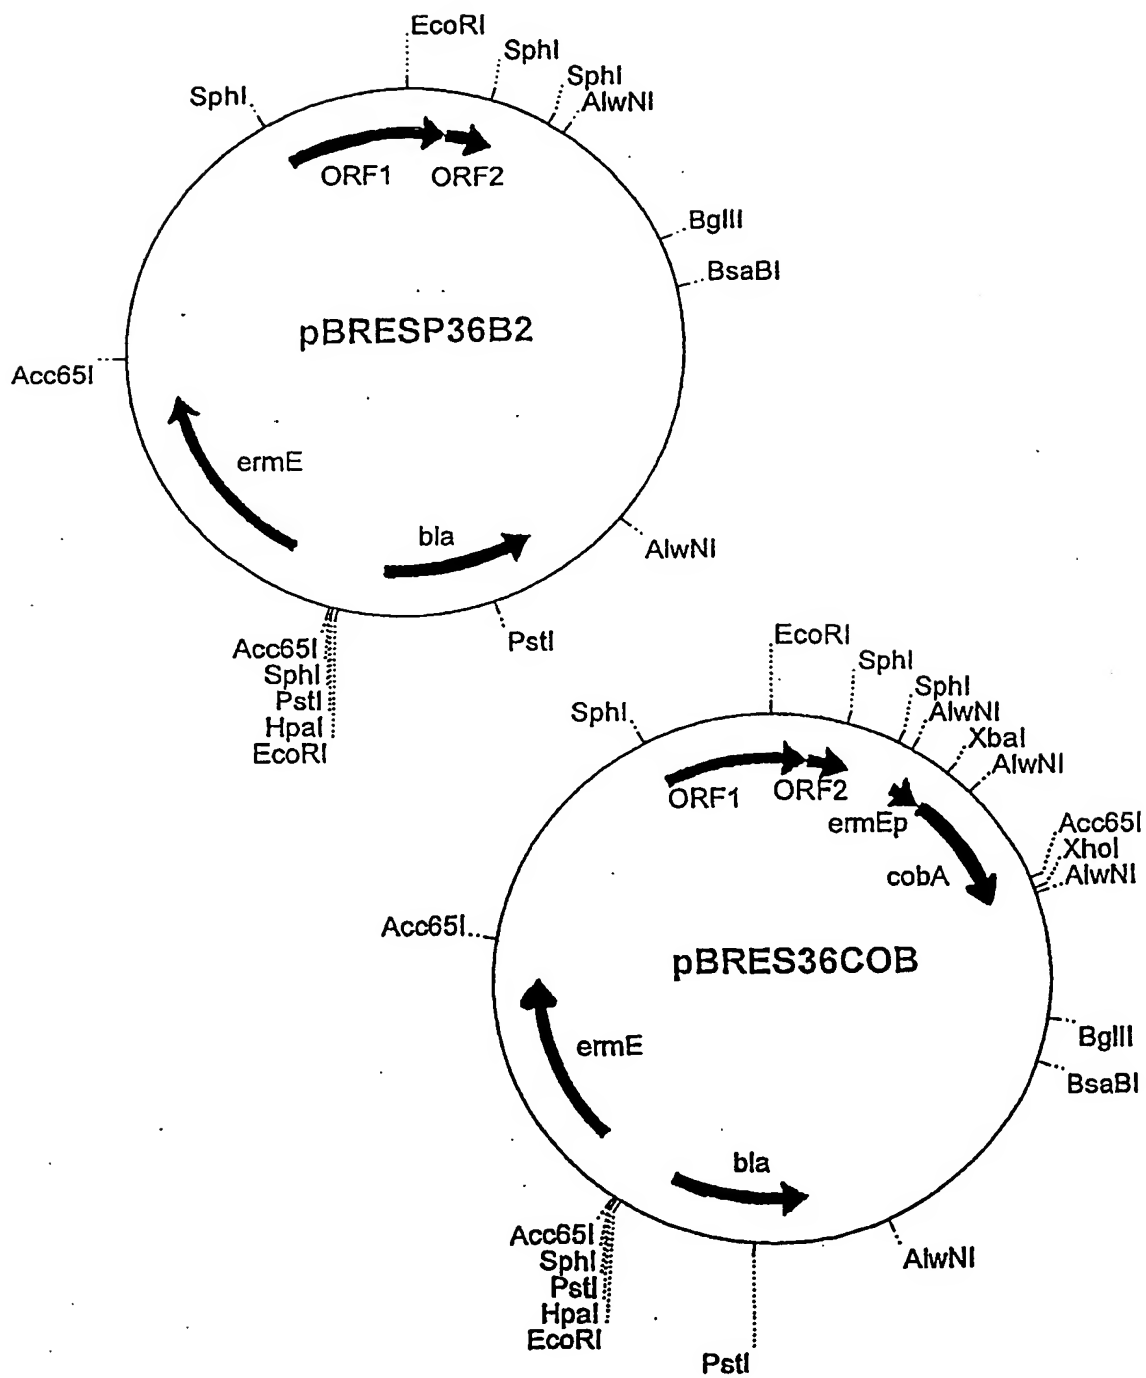 EcoRI
SphI
SphI
SphI
AlwNI
ORF1
ORF2
BglII
BsaBI
pBRESP36B2
Acc65I
ermE
bla
AlwNI
Acc65I
SphI
PstI
HpaI
EcoRI
PstI
EcoRI
SphI
SphI
SphI
AlwNI
XbaI
AlwNI
ORF1
ORF2
ermEp
cobA
Acc65I
XhoI
AlwNI
Acc65I
pBRES36COB
ermE
BglII
BsaBI
bla
Acc65I
SphI
PstI
HpaI
EcoRI
AlwNI
PstI